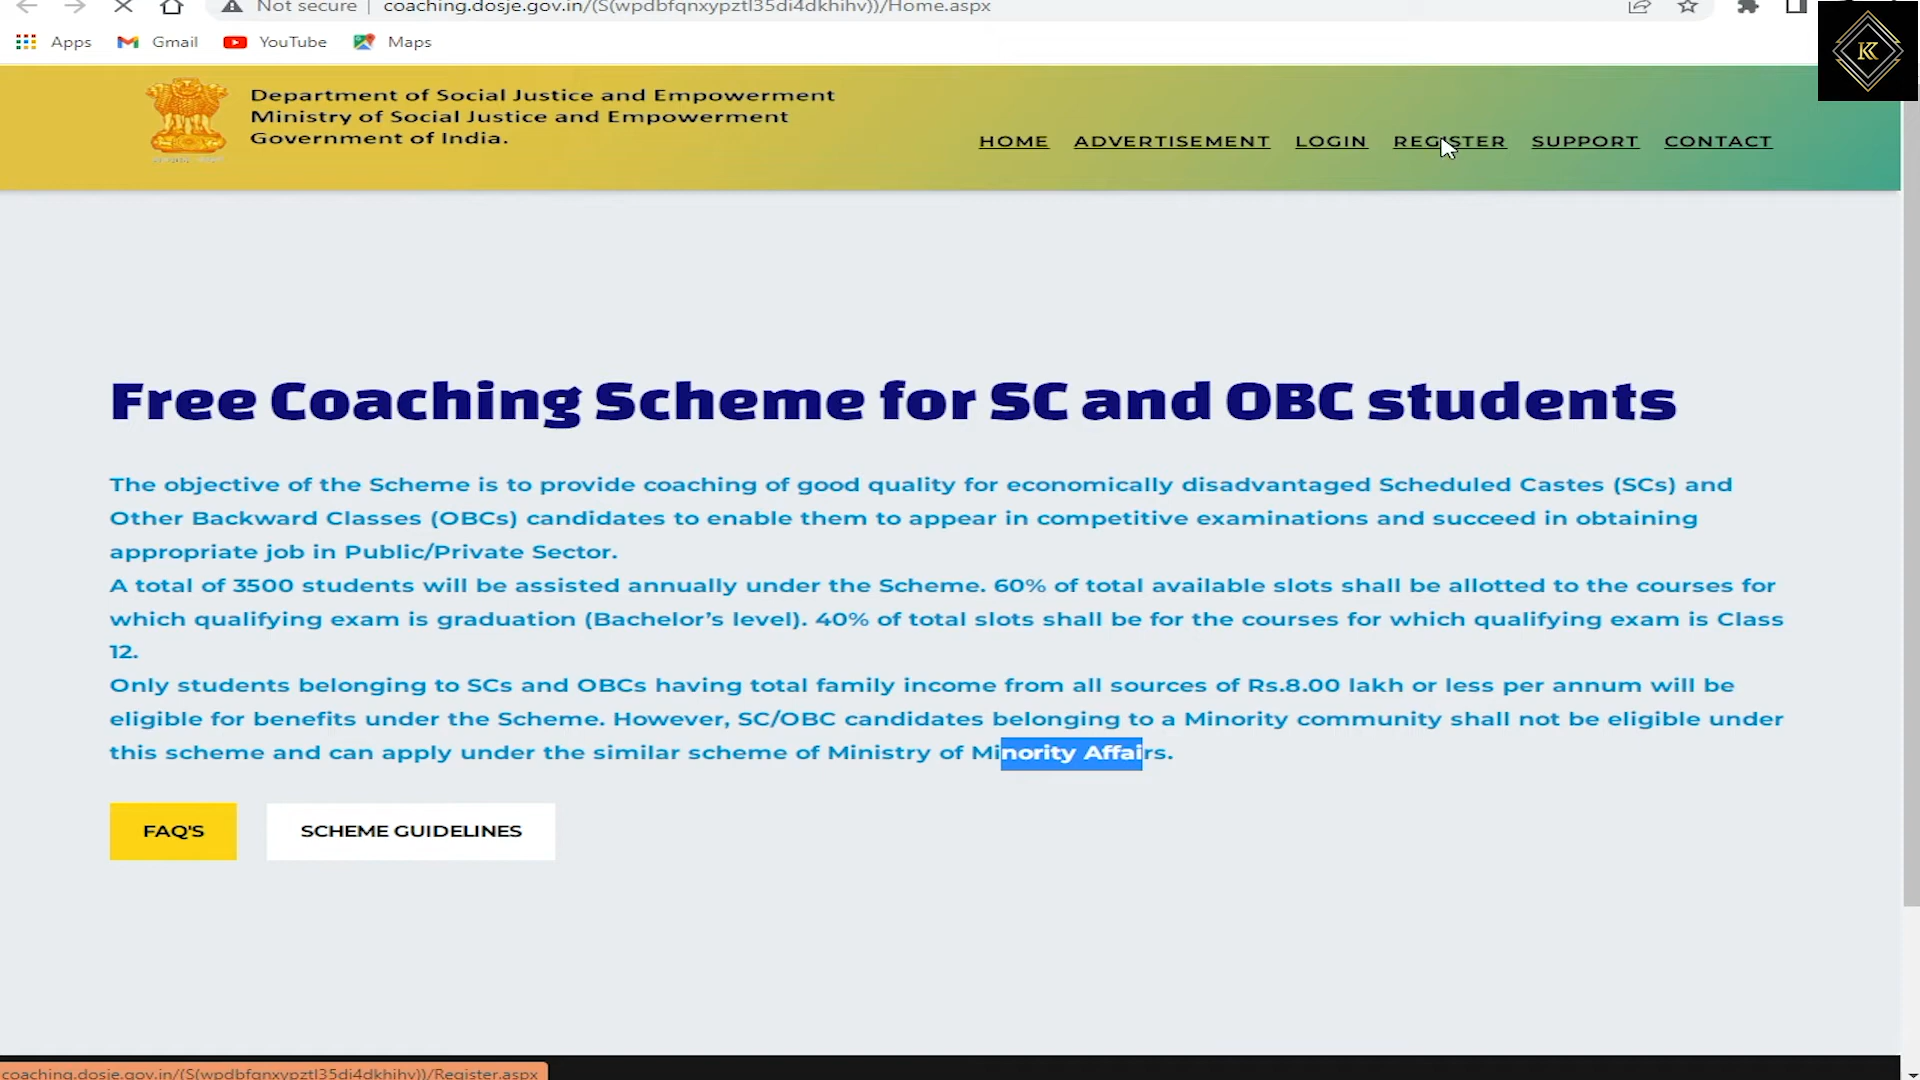 Not secure | coaching.dosje.gov.in/(S(wpdbfqnxypztl35di4dkhihv))/Home.aspx
Apps Gmail YouTube Maps
K
Department of Social Justice and Empowerment
Ministry of Social Justice and Empowerment
Government of India.
HOME ADVERTISEMENT LOGIN REGISTER SUPPORT CONTACT
Free Coaching Scheme for SC and OBC students
The objective of the Scheme is to provide coaching of good quality for economically disadvantaged Scheduled Castes (SCs) and
Other Backward Classes (OBCs) candidates to enable them to appear in competitive examinations and succeed in obtaining
appropriate job in Public/Private Sector.
A total of 3500 students will be assisted annually under the Scheme. 60% of total available slots shall be allotted to the courses for
which qualifying exam is graduation (Bachelor’s level). 40% of total slots shall be for the courses for which qualifying exam is Class
12.
Only students belonging to SCs and OBCs having total family income from all sources of Rs.8.00 lakh or less per annum will be
eligible for benefits under the Scheme. However, SC/OBC candidates belonging to a Minority community shall not be eligible under
this scheme and can apply under the similar scheme of Ministry of Minority Affairs.
FAQ'S SCHEME GUIDELINES
coaching.dosje.gov.in/(S(wpdbfqnxypztl35di4dkhihv))/Register.aspx